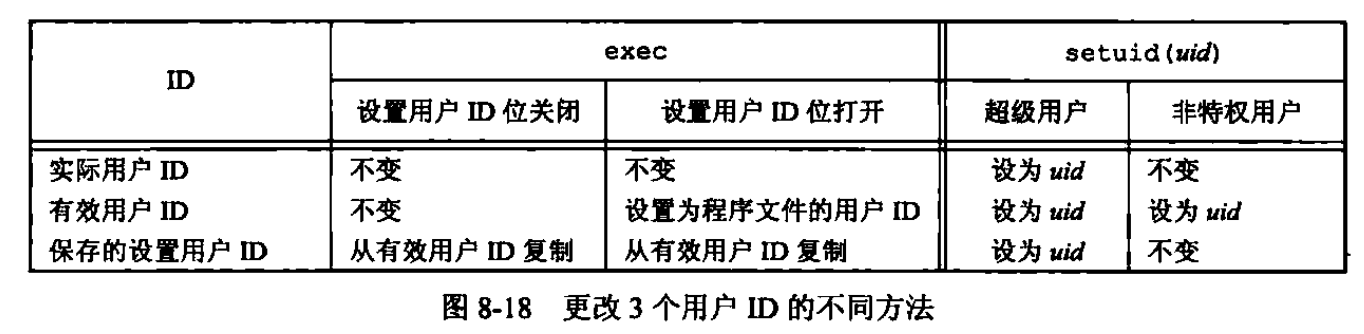 ID exec setuid(uid)
设置用户 ID 位关闭 设置用户 ID 位打开 超级用户 非特权用户
实际用户 ID 不变 不变 设为 uid 不变
有效用户 ID 不变 设置为程序文件的用户 ID 设为 uid 设为 uid
保存的设置用户 ID 从有效用户 ID 复制 从有效用户 ID 复制 设为 uid 不变
图 8-18 更改 3 个用户 ID 的不同方法